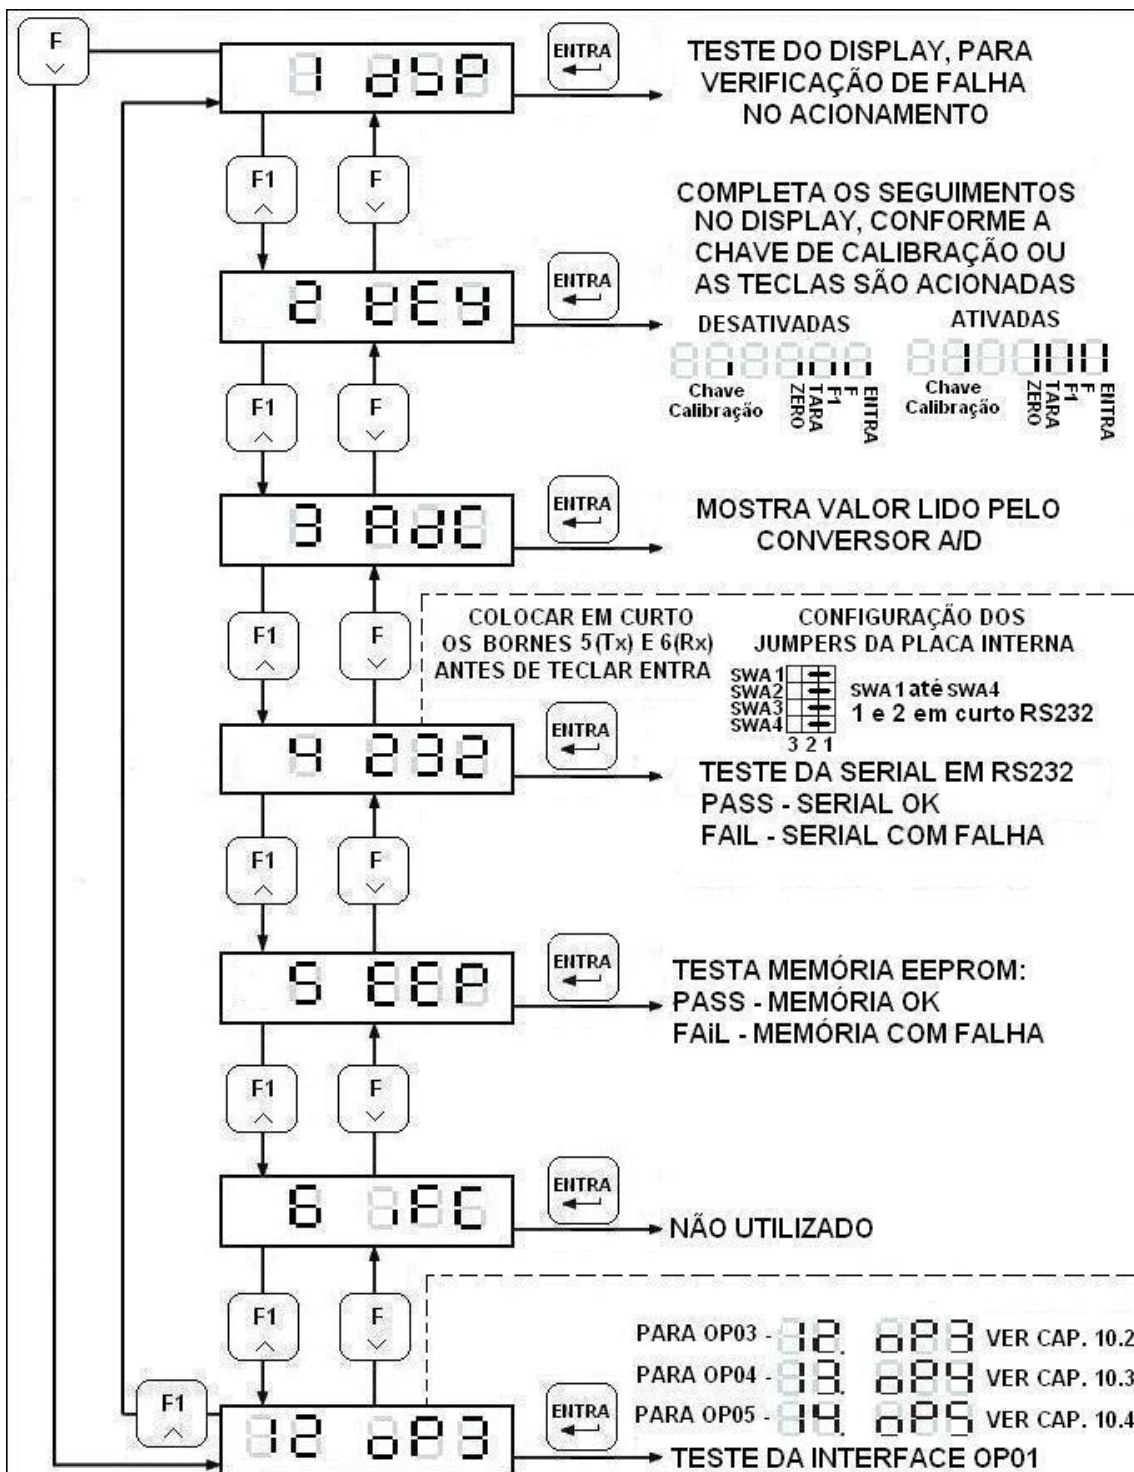 F
1 dSP
ENTRA
TESTE DO DISPLAY, PARA
VERIFICAÇÃO DE FALHA
NO ACIONAMENTO
F1
F
COMPLETA OS SEGUIMENTOS
NO DISPLAY, CONFORME A
CHAVE DE CALIBRAÇÃO OU
AS TECLAS SÃO ACIONADAS
2 ENTRA
DESATIVADAS
ATIVADAS
Chave
Calibração
ZERO
TARA
F1
F
ENTRA
Chave
Calibração
ZERO
TARA
F1
F
ENTRA
F1
F
3 AdC
ENTRA
MOSTRA VALOR LIDO PELO
CONVERSOR A/D
F1
F
COLOCAR EM CURTO
OS BORNES 5(Tx) E 6(Rx)
ANTES DE TECLAR ENTRA
CONFIGURAÇÃO DOS
JUMPERS DA PLACA INTERNA
SWA1
SWA2
SWA3
SWA4
3 2 1
SWA1 até SWA4
1 e 2 em curto RS232
4 232
ENTRA
TESTE DA SERIAL EM RS232
PASS - SERIAL OK
FAIL - SERIAL COM FALHA
F1
F
5 EEP
ENTRA
TESTA MEMÓRIA EEPROM:
PASS - MEMÓRIA OK
FAiL - MEMÓRIA COM FALHA
F1
F
6 iFC
ENTRA
NÃO UTILIZADO
F1
F
PARA OP03 - 12. oP3 VER CAP. 10.2
PARA OP04 - 13. oP4 VER CAP. 10.3
PARA OP05 - 14. oP5 VER CAP. 10.4
F1
12 oP3
ENTRA
TESTE DA INTERFACE OP01